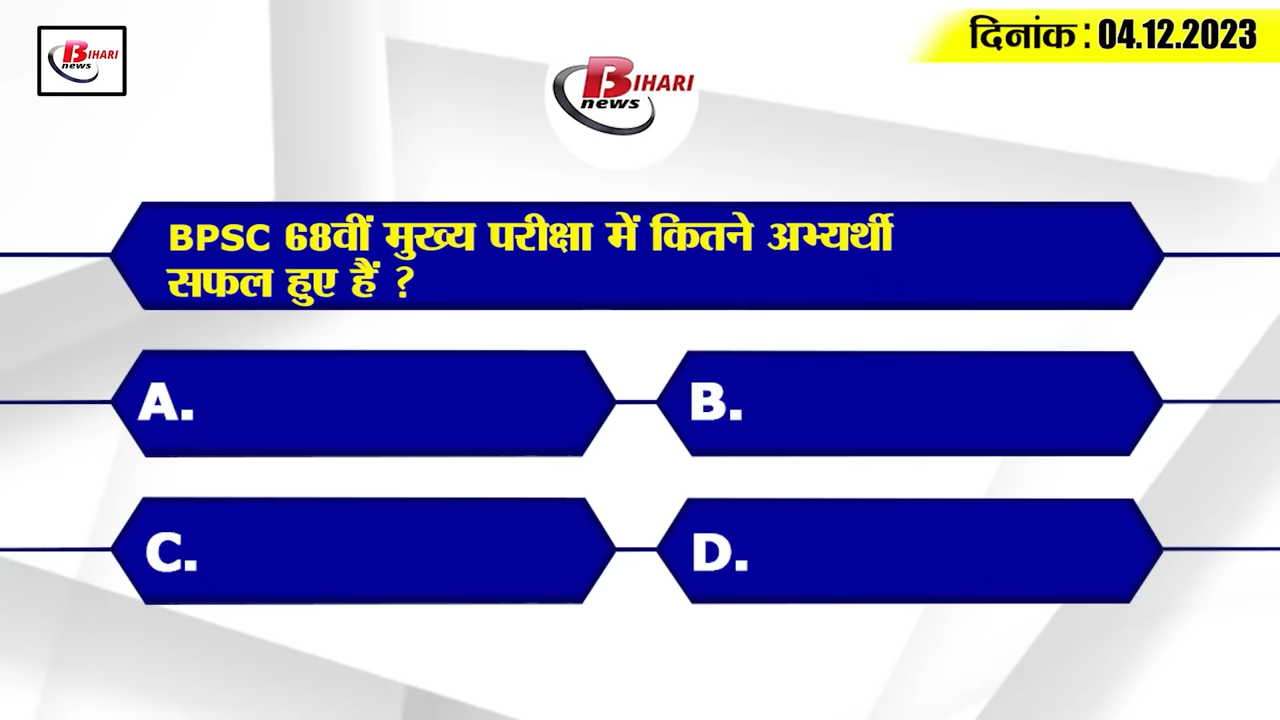 BIHARI
news
दिनांक : 04.12.2023
BIHARI
news
BPSC 68वीं मुख्य परीक्षा में कितने अभ्यर्थी
सफल हुए हैं ?
A.
B.
C.
D.